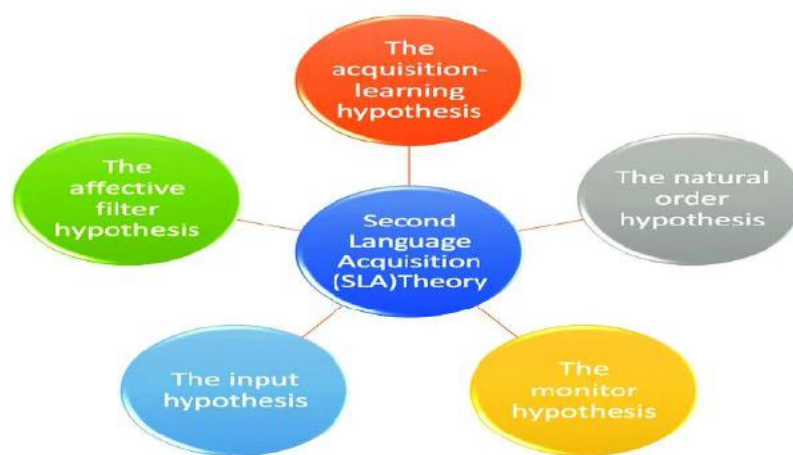 The
acquisition-
learning
hypothesis
The
affective
filter
hypothesis
The natural
order
hypothesis
Second
Language
Acquisition
(SLA)Theory
The input
hypothesis
The
monitor
hypothesis